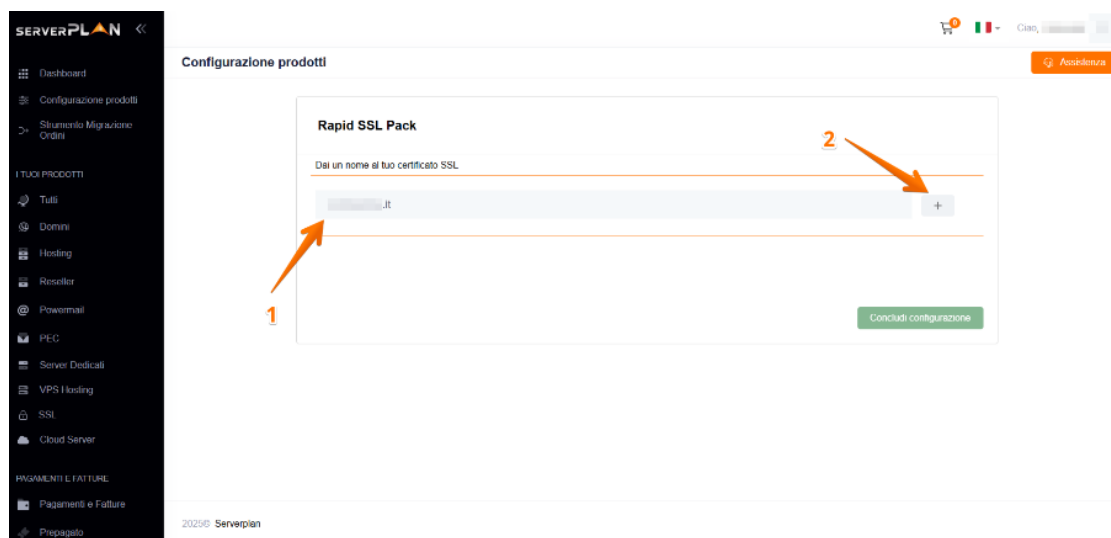 SERVERPLAN
0
Ciao,
Configurazione prodotti
Assistenza
Dashboard
Configurazione prodotti
Strumento Migrazione
Ordini
I TUOI PRODOTTI
Tutti
Domini
Hosting
Reseller
Powermail
PEC
Server Dedicati
VPS Hosting
SSL
Cloud Server
PAGAMENTI E FATTURE
Pagamenti e Fatture
Prepagato
Rapid SSL Pack
2
Dai un nome al tuo certificato SSL
.it
+
1
Concludi configurazione
2025© Serverplan